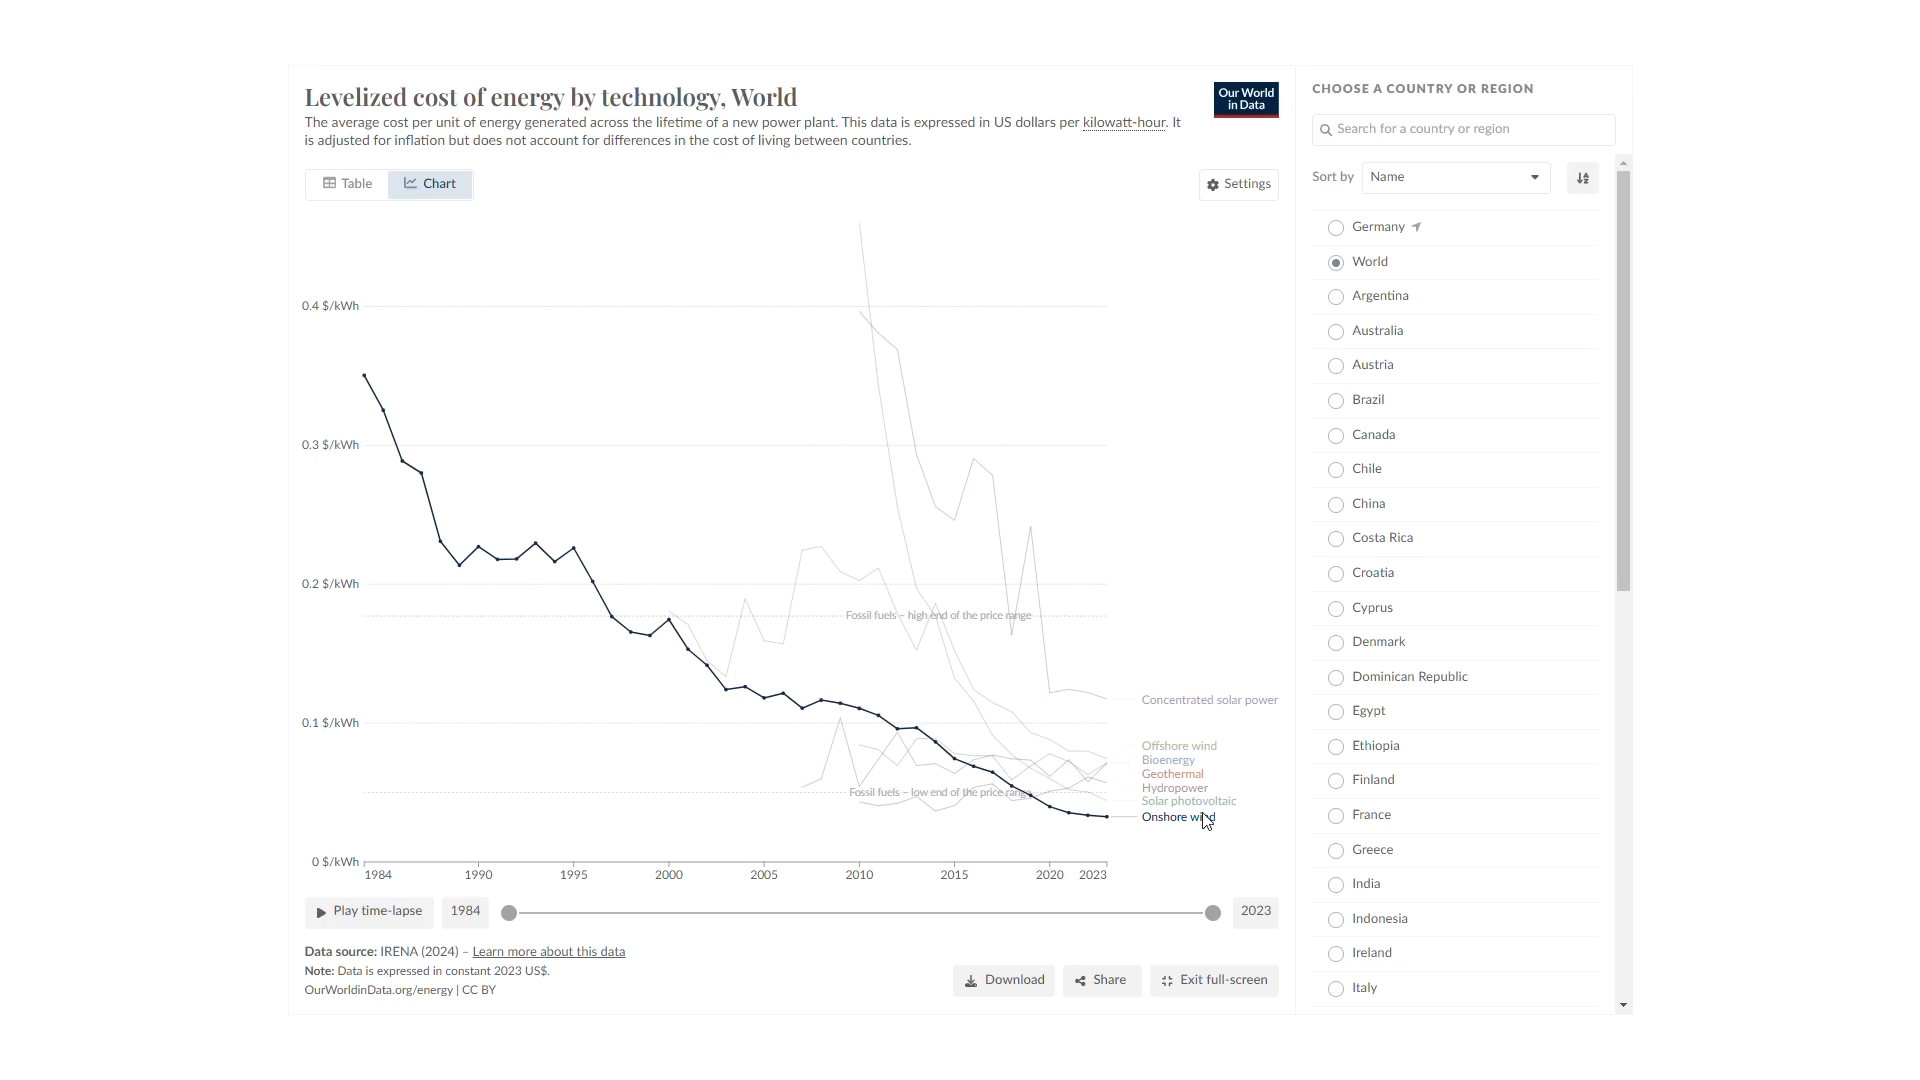 Levelized cost of energy by technology, World
The average cost per unit of energy generated across the lifetime of a new power plant. This data is expressed in US dollars per kilowatt-hour. It
is adjusted for inflation but does not account for differences in the cost of living between countries.
Our World
in Data
Table
Chart
Settings
0.4 $/kWh
0.3 $/kWh
0.2 $/kWh
0.1 $/kWh
0 $/kWh
Fossil fuels – high end of the price range
Fossil fuels – low end of the price range
Concentrated solar power
Offshore wind
Bioenergy
Geothermal
Hydropower
Solar photovoltaic
Onshore wind
1984
1990
1995
2000
2005
2010
2015
2020
2023
Play time-lapse
1984
2023
Data source: IRENA (2024) – Learn more about this data
Note: Data is expressed in constant 2023 US$.
OurWorldinData.org/energy | CC BY
Download
Share
Exit full-screen
CHOOSE A COUNTRY OR REGION
Search for a country or region
Sort by
Name
Germany
World
Argentina
Australia
Austria
Brazil
Canada
Chile
China
Costa Rica
Croatia
Cyprus
Denmark
Dominican Republic
Egypt
Ethiopia
Finland
France
Greece
India
Indonesia
Ireland
Italy